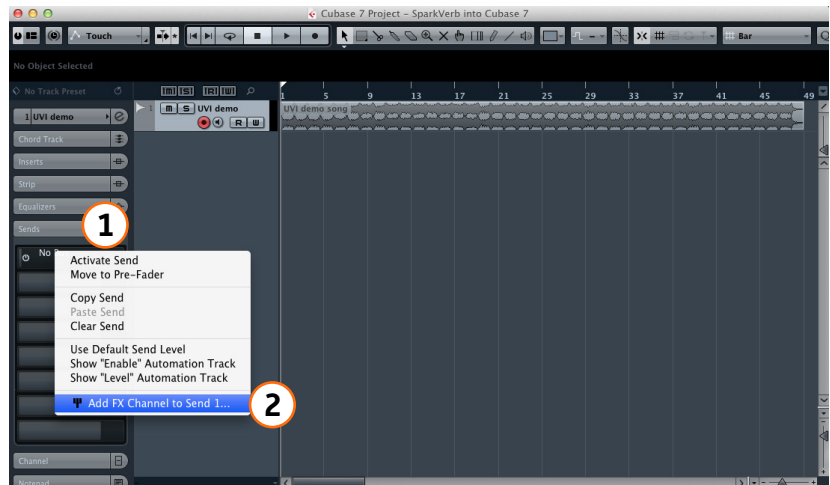 Cubase 7 Project - SparkVerb into Cubase 7
Touch
Bar
No Object Selected
No Track Preset
m S R W
1 5 9 13 17 21 25 29 33 37 41 45 49
1 UVI demo
1 m S UVI demo
R W
UVI demo song
Chord Track
Inserts
Strip
Equalizers
Sends
1
No
Activate Send
Move to Pre-Fader
Copy Send
Paste Send
Clear Send
Use Default Send Level
Show "Enable" Automation Track
Show "Level" Automation Track
Add FX Channel to Send 1...
2
Channel
Notepad